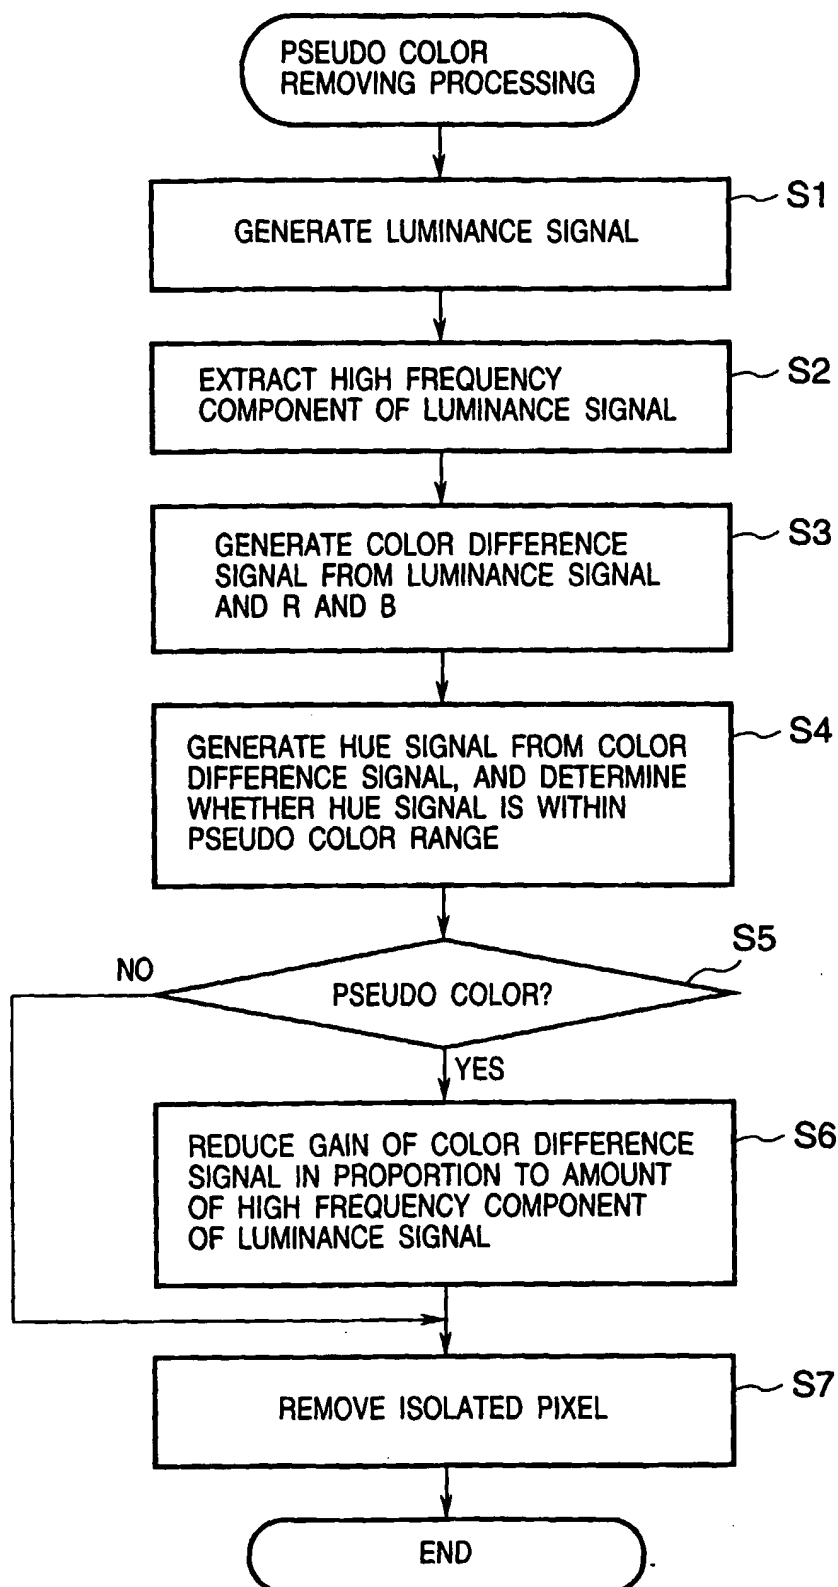 PSEUDO COLOR
REMOVING PROCESSING
S1
GENERATE LUMINANCE SIGNAL
S2
EXTRACT HIGH FREQUENCY
COMPONENT OF LUMINANCE SIGNAL
S3
GENERATE COLOR DIFFERENCE
SIGNAL FROM LUMINANCE SIGNAL
AND R AND B
S4
GENERATE HUE SIGNAL FROM COLOR
DIFFERENCE SIGNAL, AND DETERMINE
WHETHER HUE SIGNAL IS WITHIN
PSEUDO COLOR RANGE
S5
NO
PSEUDO COLOR?
YES
S6
REDUCE GAIN OF COLOR DIFFERENCE
SIGNAL IN PROPORTION TO AMOUNT
OF HIGH FREQUENCY COMPONENT
OF LUMINANCE SIGNAL
S7
REMOVE ISOLATED PIXEL
END